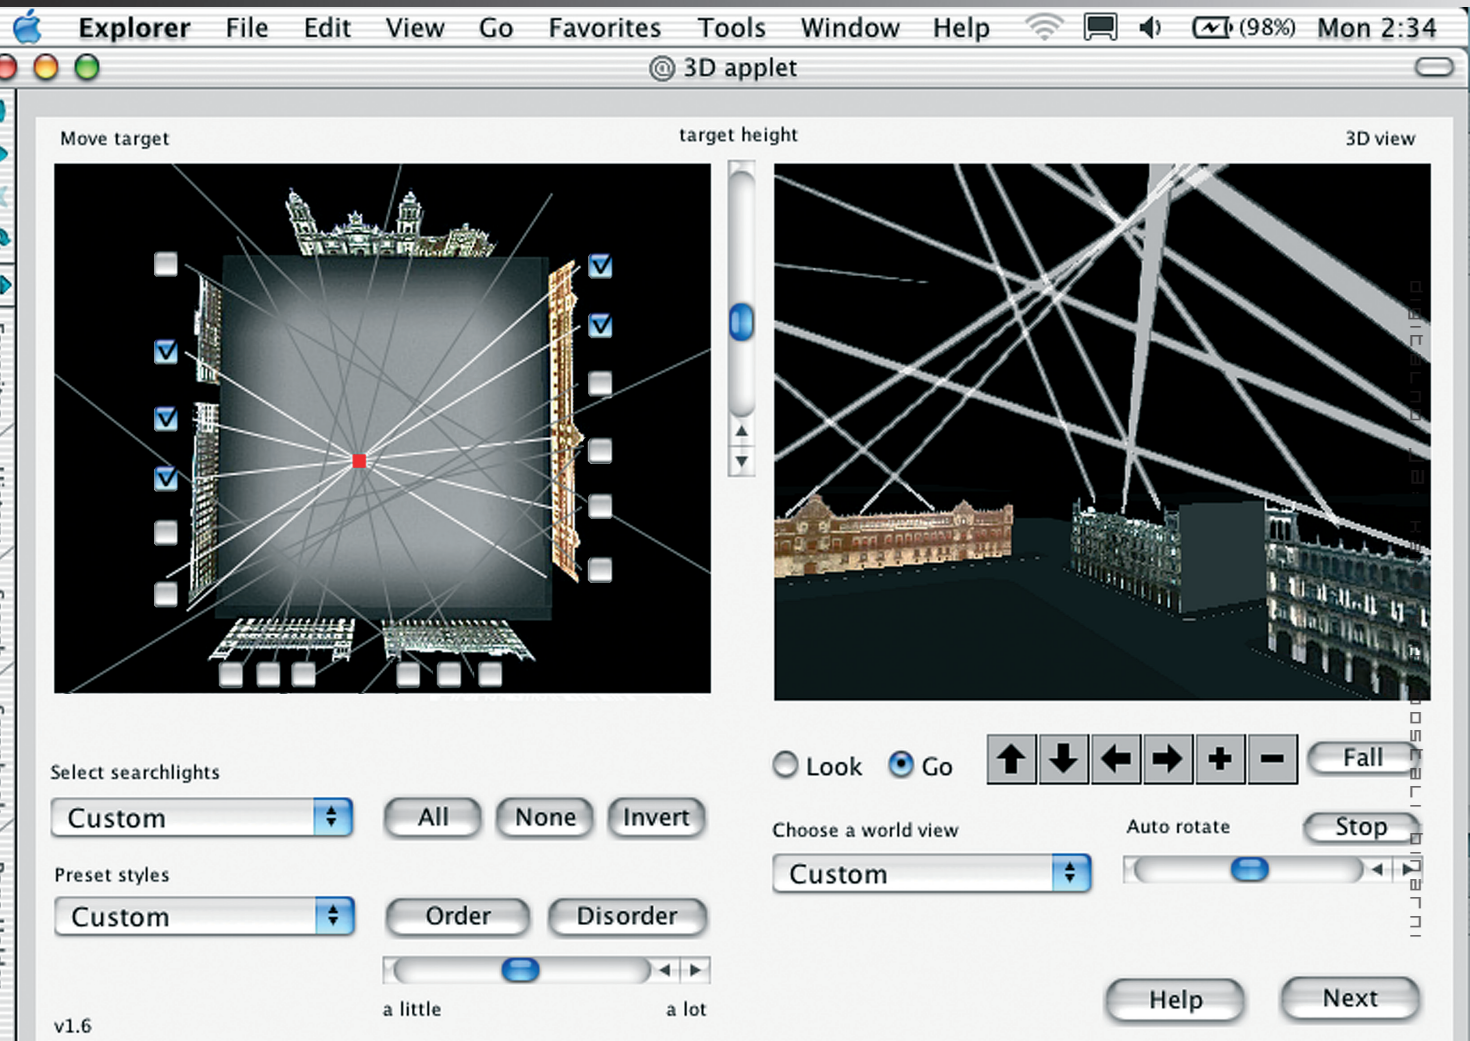 Explorer File Edit View Go Favorites Tools Window Help (98%) Mon 2:34
@ 3D applet
Move target
target height
3D view
Look
Go
Fall
Select searchlights
Custom
All
None
Invert
Choose a world view
Custom
Auto rotate
Stop
Preset styles
Custom
Order
Disorder
a little
a lot
Help
Next
v1.6